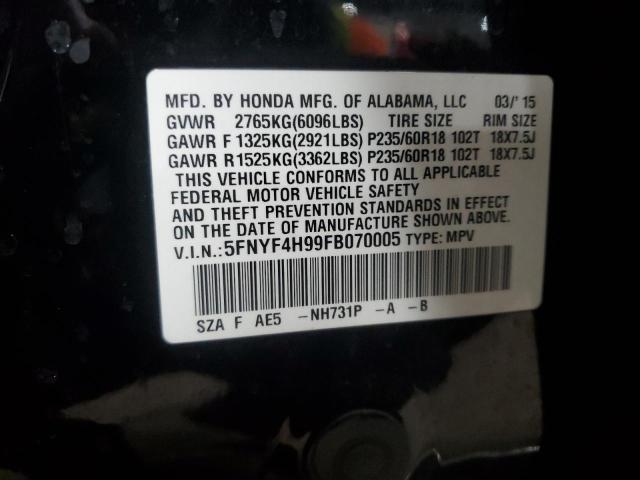 MFD. BY HONDA MFG. OF ALABAMA, LLC 03/'15
GVWR 2765KG(6096LBS) TIRE SIZE RIM SIZE
GAWR F 1325KG(2921LBS) P235/60R18 102T 18X7.5J
GAWR R 1525KG(3362LBS) P235/60R18 102T 18X7.5J
THIS VEHICLE CONFORMS TO ALL APPLICABLE
FEDERAL MOTOR VEHICLE SAFETY
AND THEFT PREVENTION STANDARDS IN EFFECT
ON THE DATE OF MANUFACTURE SHOWN ABOVE.
V.I.N.:5FNYF4H99FB070005 TYPE: MPV
SZA F AE5 -NH731P -A -B